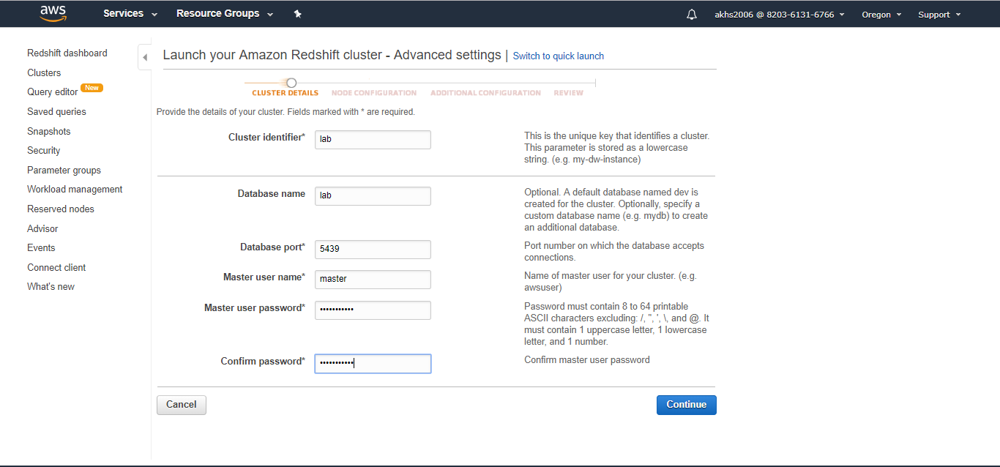 aws Services Resource Groups akhs2006 @ 8203-6131-6766 Oregon Support
Redshift dashboard
Clusters
Query editor New
Saved queries
Snapshots
Security
Parameter groups
Workload management
Reserved nodes
Advisor
Events
Connect client
What's new
Launch your Amazon Redshift cluster - Advanced settings | Switch to quick launch
CLUSTER DETAILS NODE CONFIGURATION ADDITIONAL CONFIGURATION REVIEW
Provide the details of your cluster. Fields marked with * are required.
Cluster identifier* lab
This is the unique key that identifies a cluster.
This parameter is stored as a lowercase
string. (e.g. my-dw-instance)
Database name lab
Optional. A default database named dev is
created for the cluster. Optionally, specify a
custom database name (e.g. mydb) to create
an additional database.
Database port* 5439
Port number on which the database accepts
connections.
Master user name* master
Name of master user for your cluster. (e.g.
awsuser)
Master user password* •••••••••••
Password must contain 8 to 64 printable
ASCII characters excluding: /, ", ', \, and @. It
must contain 1 uppercase letter, 1 lowercase
letter, and 1 number.
Confirm password* •••••••••••
Confirm master user password
Cancel Continue